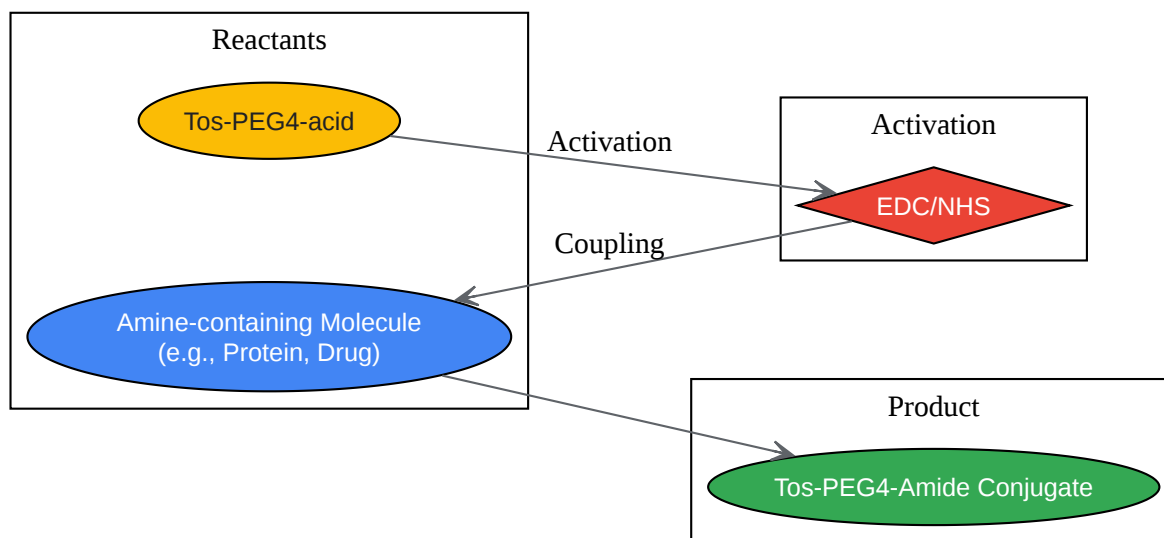 Reactants
Tos-PEG4-acid
Activation
Activation
EDC/NHS
Coupling
Amine-containing Molecule
(e.g., Protein, Drug)
Product
Tos-PEG4-Amide Conjugate